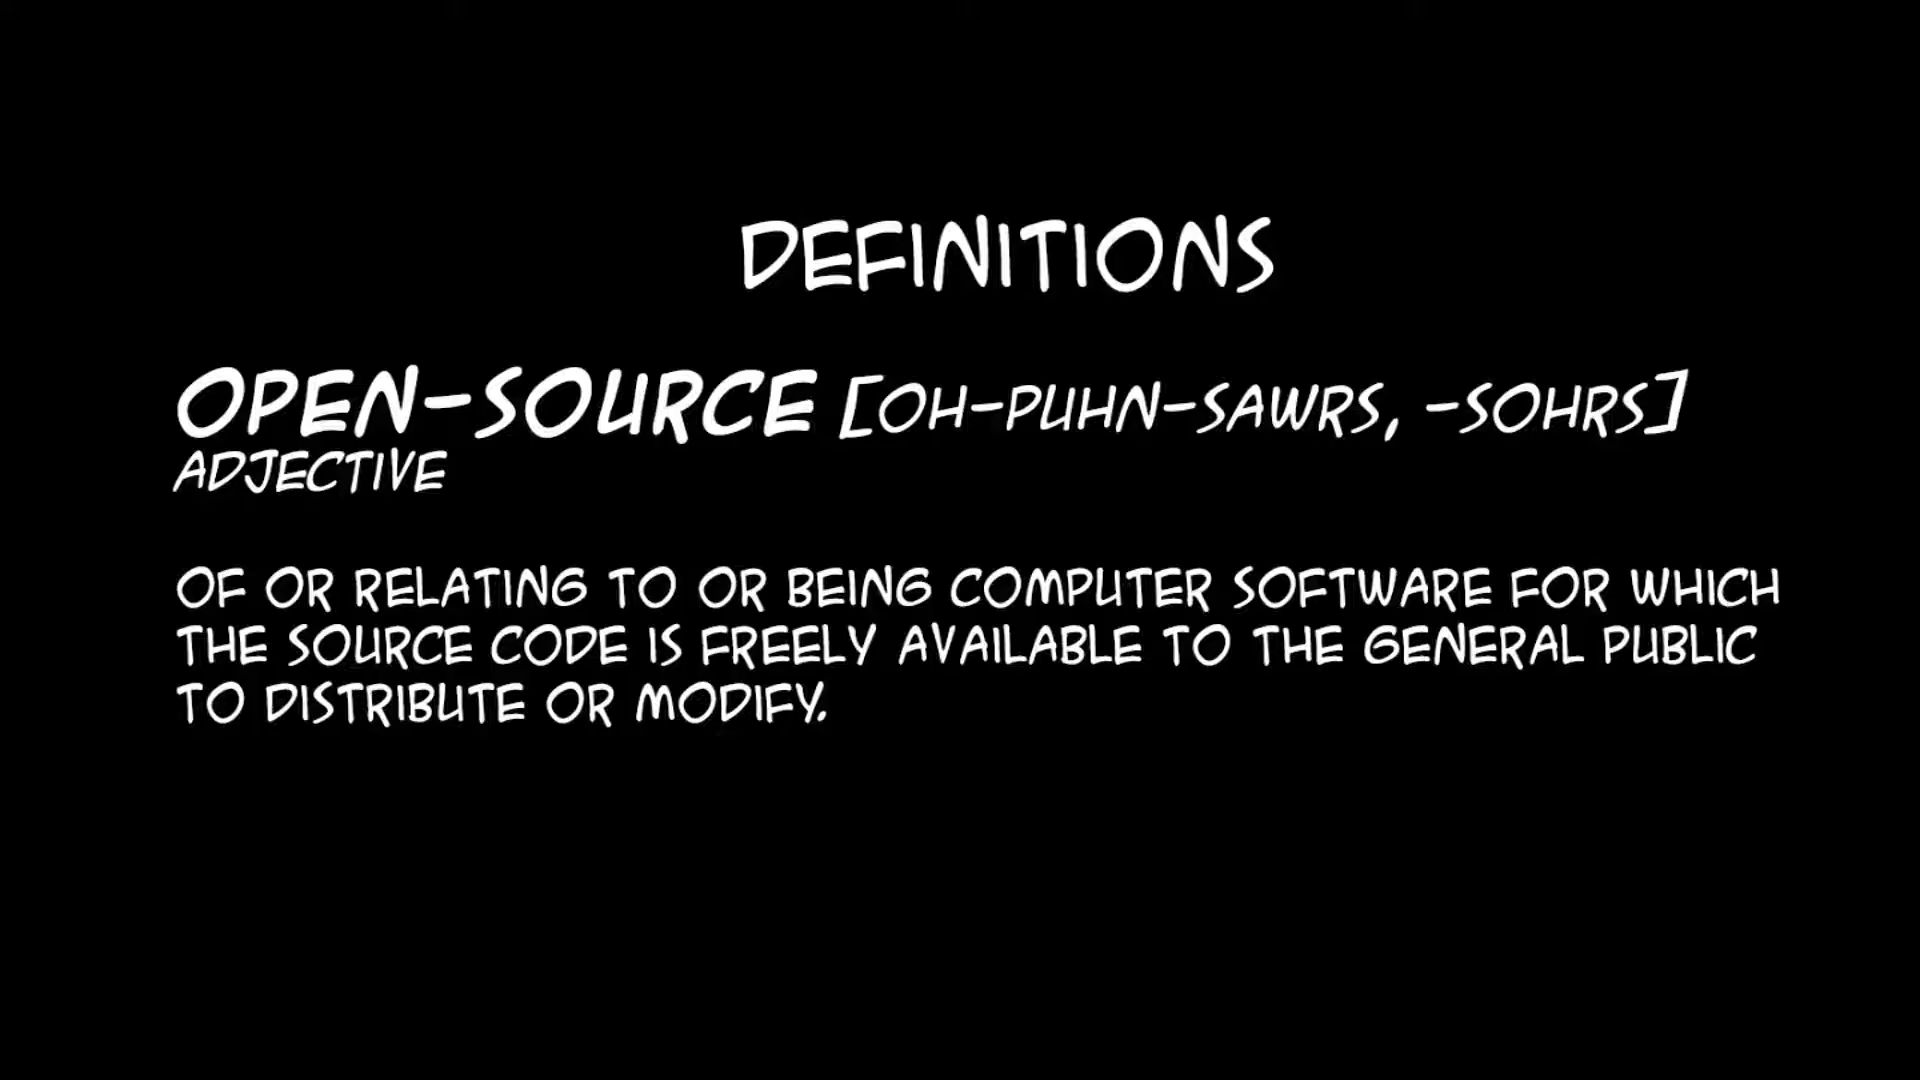 DEFINITIONS
OPEN-SOURCE [OH-PUHN-SAWRS, -SOHRS]
ADJECTIVE
OF OR RELATING TO OR BEING COMPUTER SOFTWARE FOR WHICH
THE SOURCE CODE IS FREELY AVAILABLE TO THE GENERAL PUBLIC
TO DISTRIBUTE OR MODIFY.